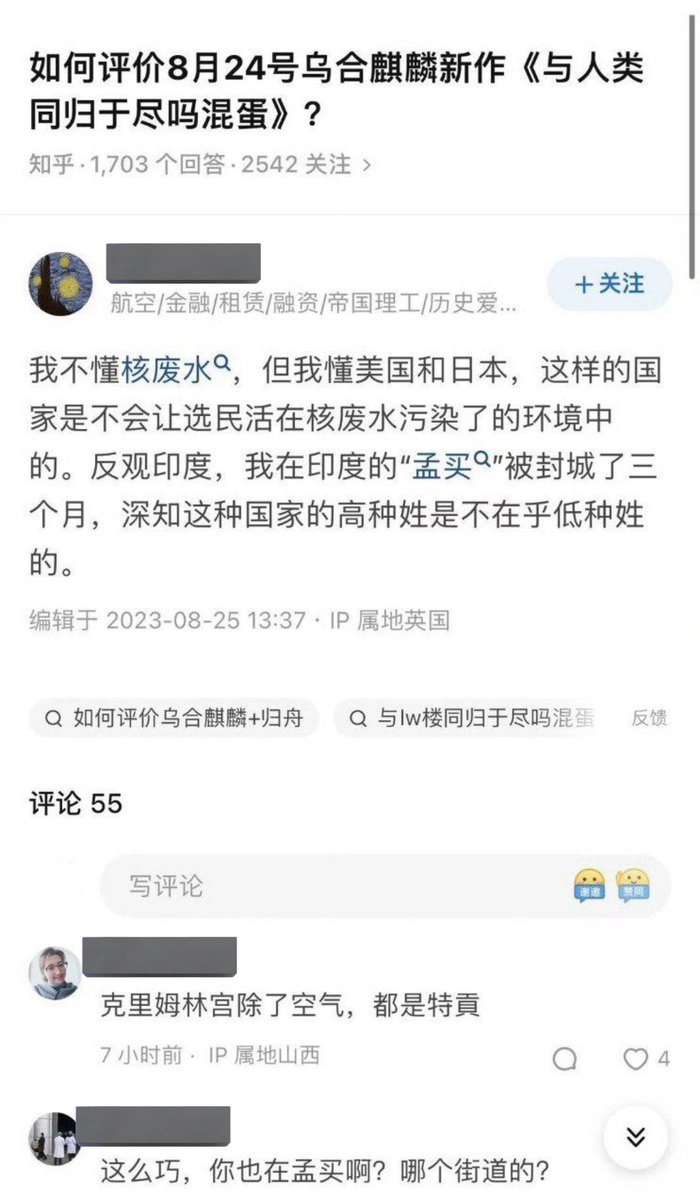 如何评价8月24号乌合麒麟新作《与人类
同归于尽吗混蛋》?
知乎 · 1,703 个回答 · 2542 关注 >
航空/金融/租赁/融资/帝国理工/历史爱...
+关注
我不懂核废水，但我懂美国和日本，这样的国
家是不会让选民活在核废水污染了的环境中
的。反观印度，我在印度的“孟买”被封城了三
个月，深知这种国家的高种姓是不在乎低种姓
的。
编辑于 2023-08-25 13:37 · IP 属地英国
如何评价乌合麒麟+归舟
与lw楼同归于尽吗混蛋
反馈
评论 55
写评论
谢邀
赞同
克里姆林宫除了空气，都是特貢
7 小时前 · IP 属地山西
4
这么巧，你也在孟买啊？哪个街道的？